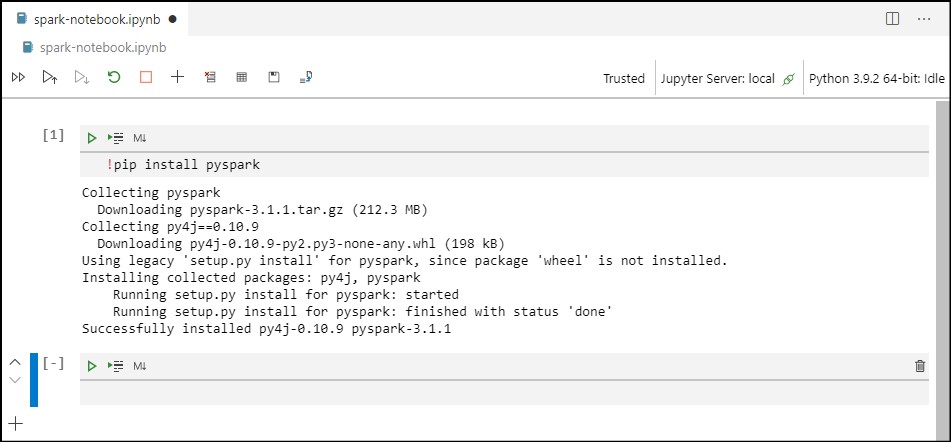 spark-notebook.ipynb
spark-notebook.ipynb
Trusted Jupyter Server: local Python 3.9.2 64-bit: Idle
[1] M↓
!pip install pyspark
Collecting pyspark
  Downloading pyspark-3.1.1.tar.gz (212.3 MB)
Collecting py4j==0.10.9
  Downloading py4j-0.10.9-py2.py3-none-any.whl (198 kB)
Using legacy 'setup.py install' for pyspark, since package 'wheel' is not installed.
Installing collected packages: py4j, pyspark
    Running setup.py install for pyspark: started
    Running setup.py install for pyspark: finished with status 'done'
Successfully installed py4j-0.10.9 pyspark-3.1.1
[-] M↓